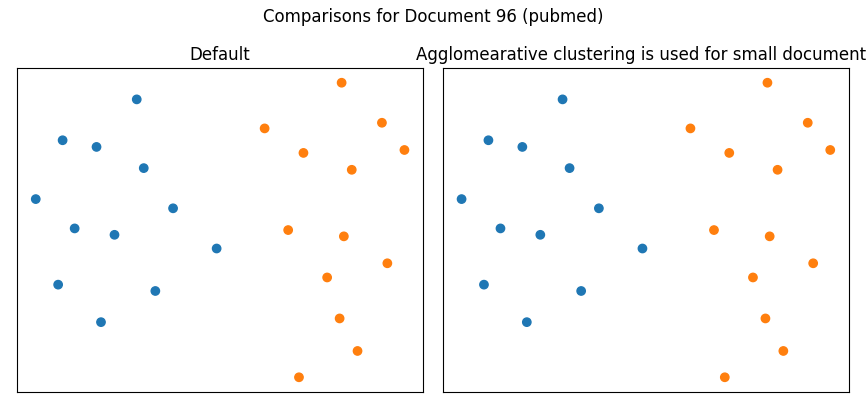 Comparisons for Document 96 (pubmed)
Default
Agglomearative clustering is used for small document